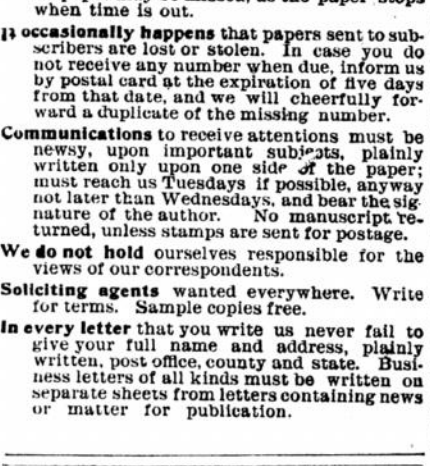 when time is out.
It occasionally happens that papers sent to sub-
scribers are lost or stolen. In case you do
not receive any number when due, inform us
by postal card at the expiration of five days
from that date, and we will cheerfully for-
ward a duplicate of the missing number.
Communications to receive attentions must be
newsy, upon important subjects, plainly
written only upon one side of the paper;
must reach us Tuesdays if possible, anyway
not later than Wednesdays, and bear the sig
nature of the author. No manuscript re-
turned, unless stamps are sent for postage.
We do not hold ourselves responsible for the
views of our correspondents.
Soliciting agents wanted everywhere. Write
for terms. Sample copies free.
In every letter that you write us never fail to
give your full name and address, plainly
written, post office, county and state. Busi-
ness letters of all kinds must be written on
separate sheets from letters containing news
or matter for publication.